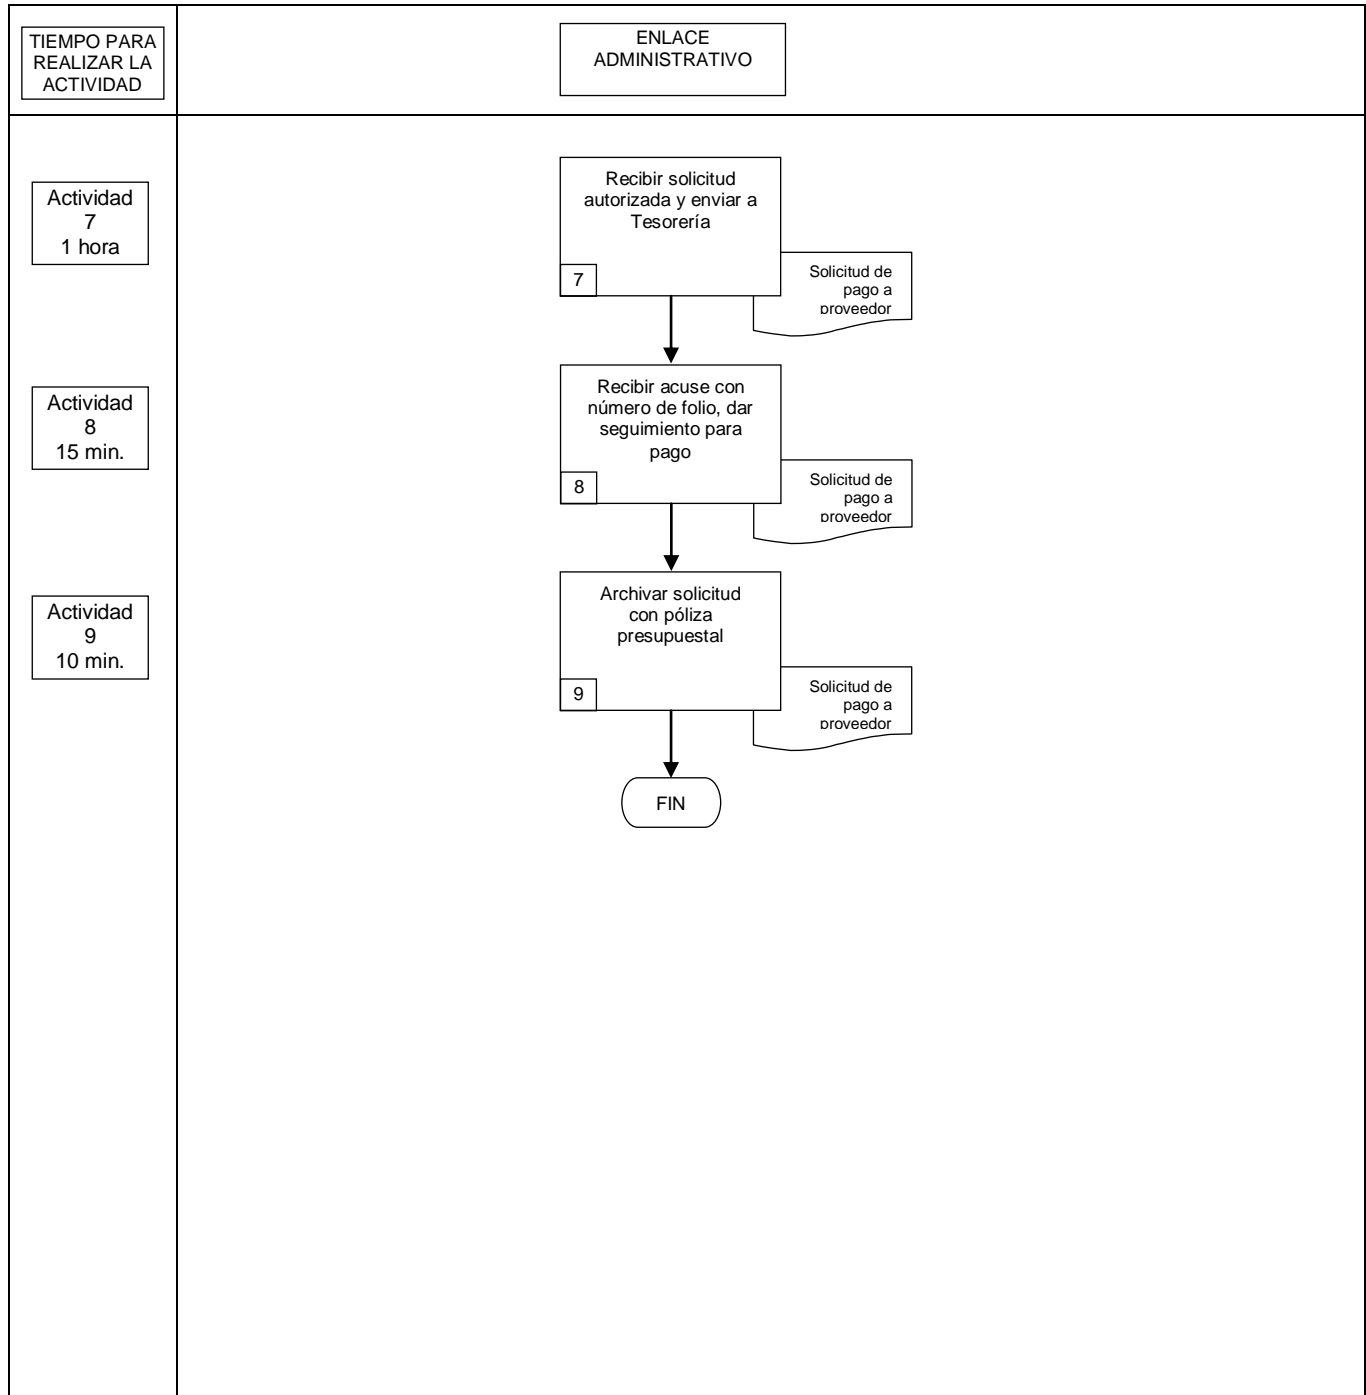 TIEMPO PARA
REALIZAR LA
ACTIVIDAD
ENLACE
ADMINISTRATIVO
Actividad
7
1 hora
Recibir solicitud
autorizada y enviar a
Tesorería
7
Solicitud de
pago a
proveedor
Actividad
8
15 min.
Recibir acuse con
número de folio, dar
seguimiento para
pago
8
Solicitud de
pago a
proveedor
Actividad
9
10 min.
Archivar solicitud
con póliza
presupuestal
9
Solicitud de
pago a
proveedor
FIN